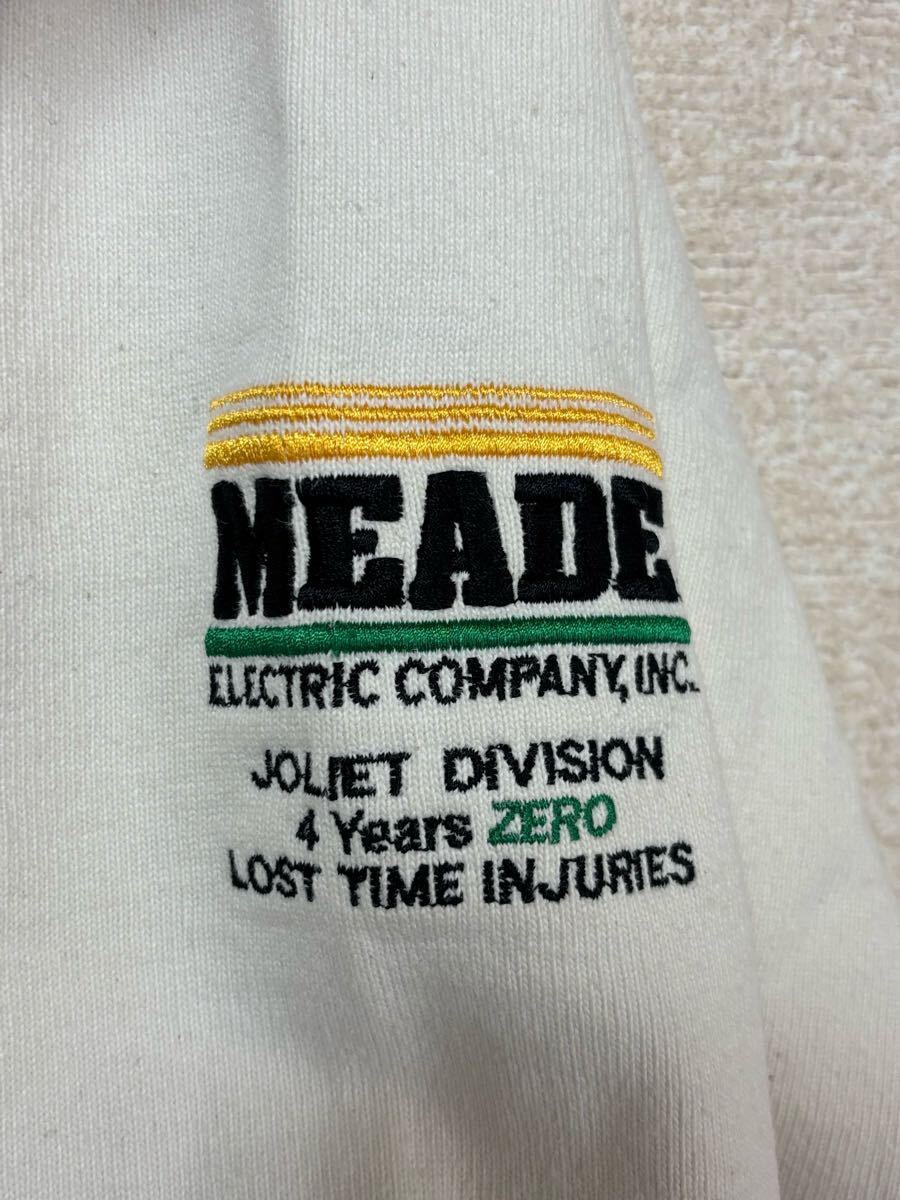 MEADE
ELECTRIC COMPANY, INC.
JOLIET DIVISION
4 Years ZERO
LOST TIME INJURIES